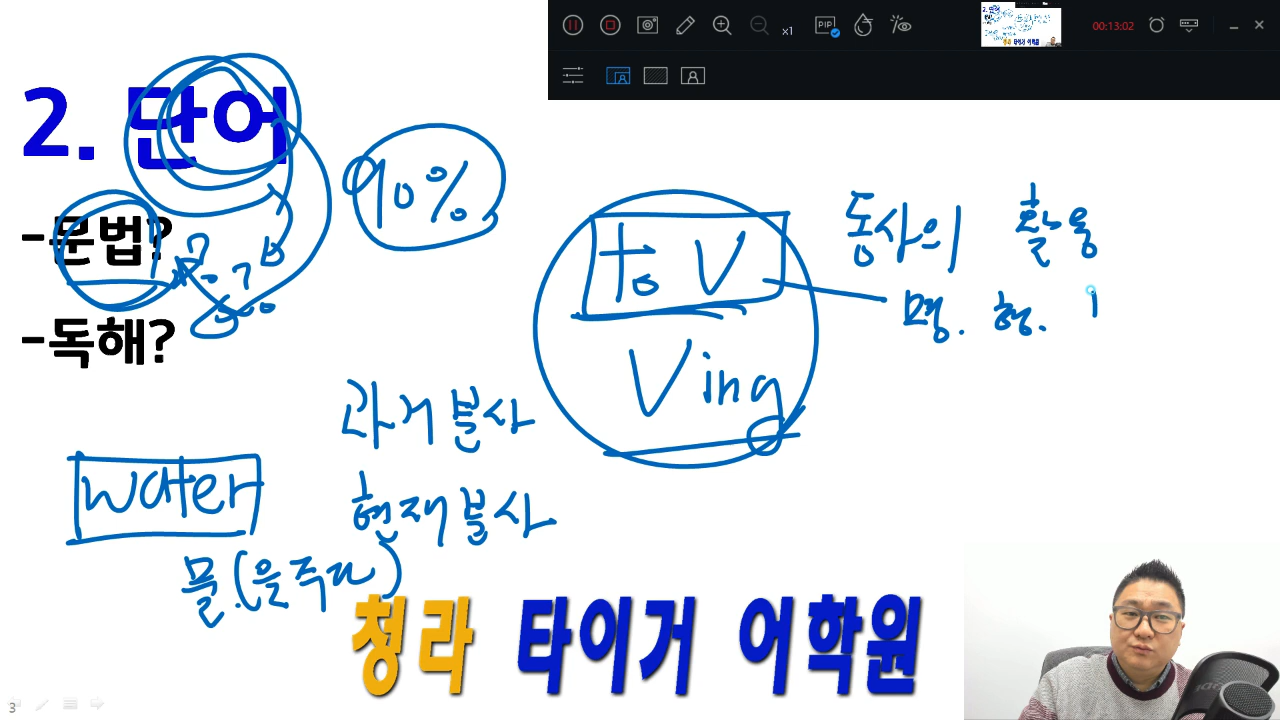 PIP
x1
00:13:02
2. 단어
90%
-문법?
-독해?
to V
Ving
동사의 활용
명. 형.
과거분사
현재분사
water
물.(을주다)
청라 타이거 어학원
3